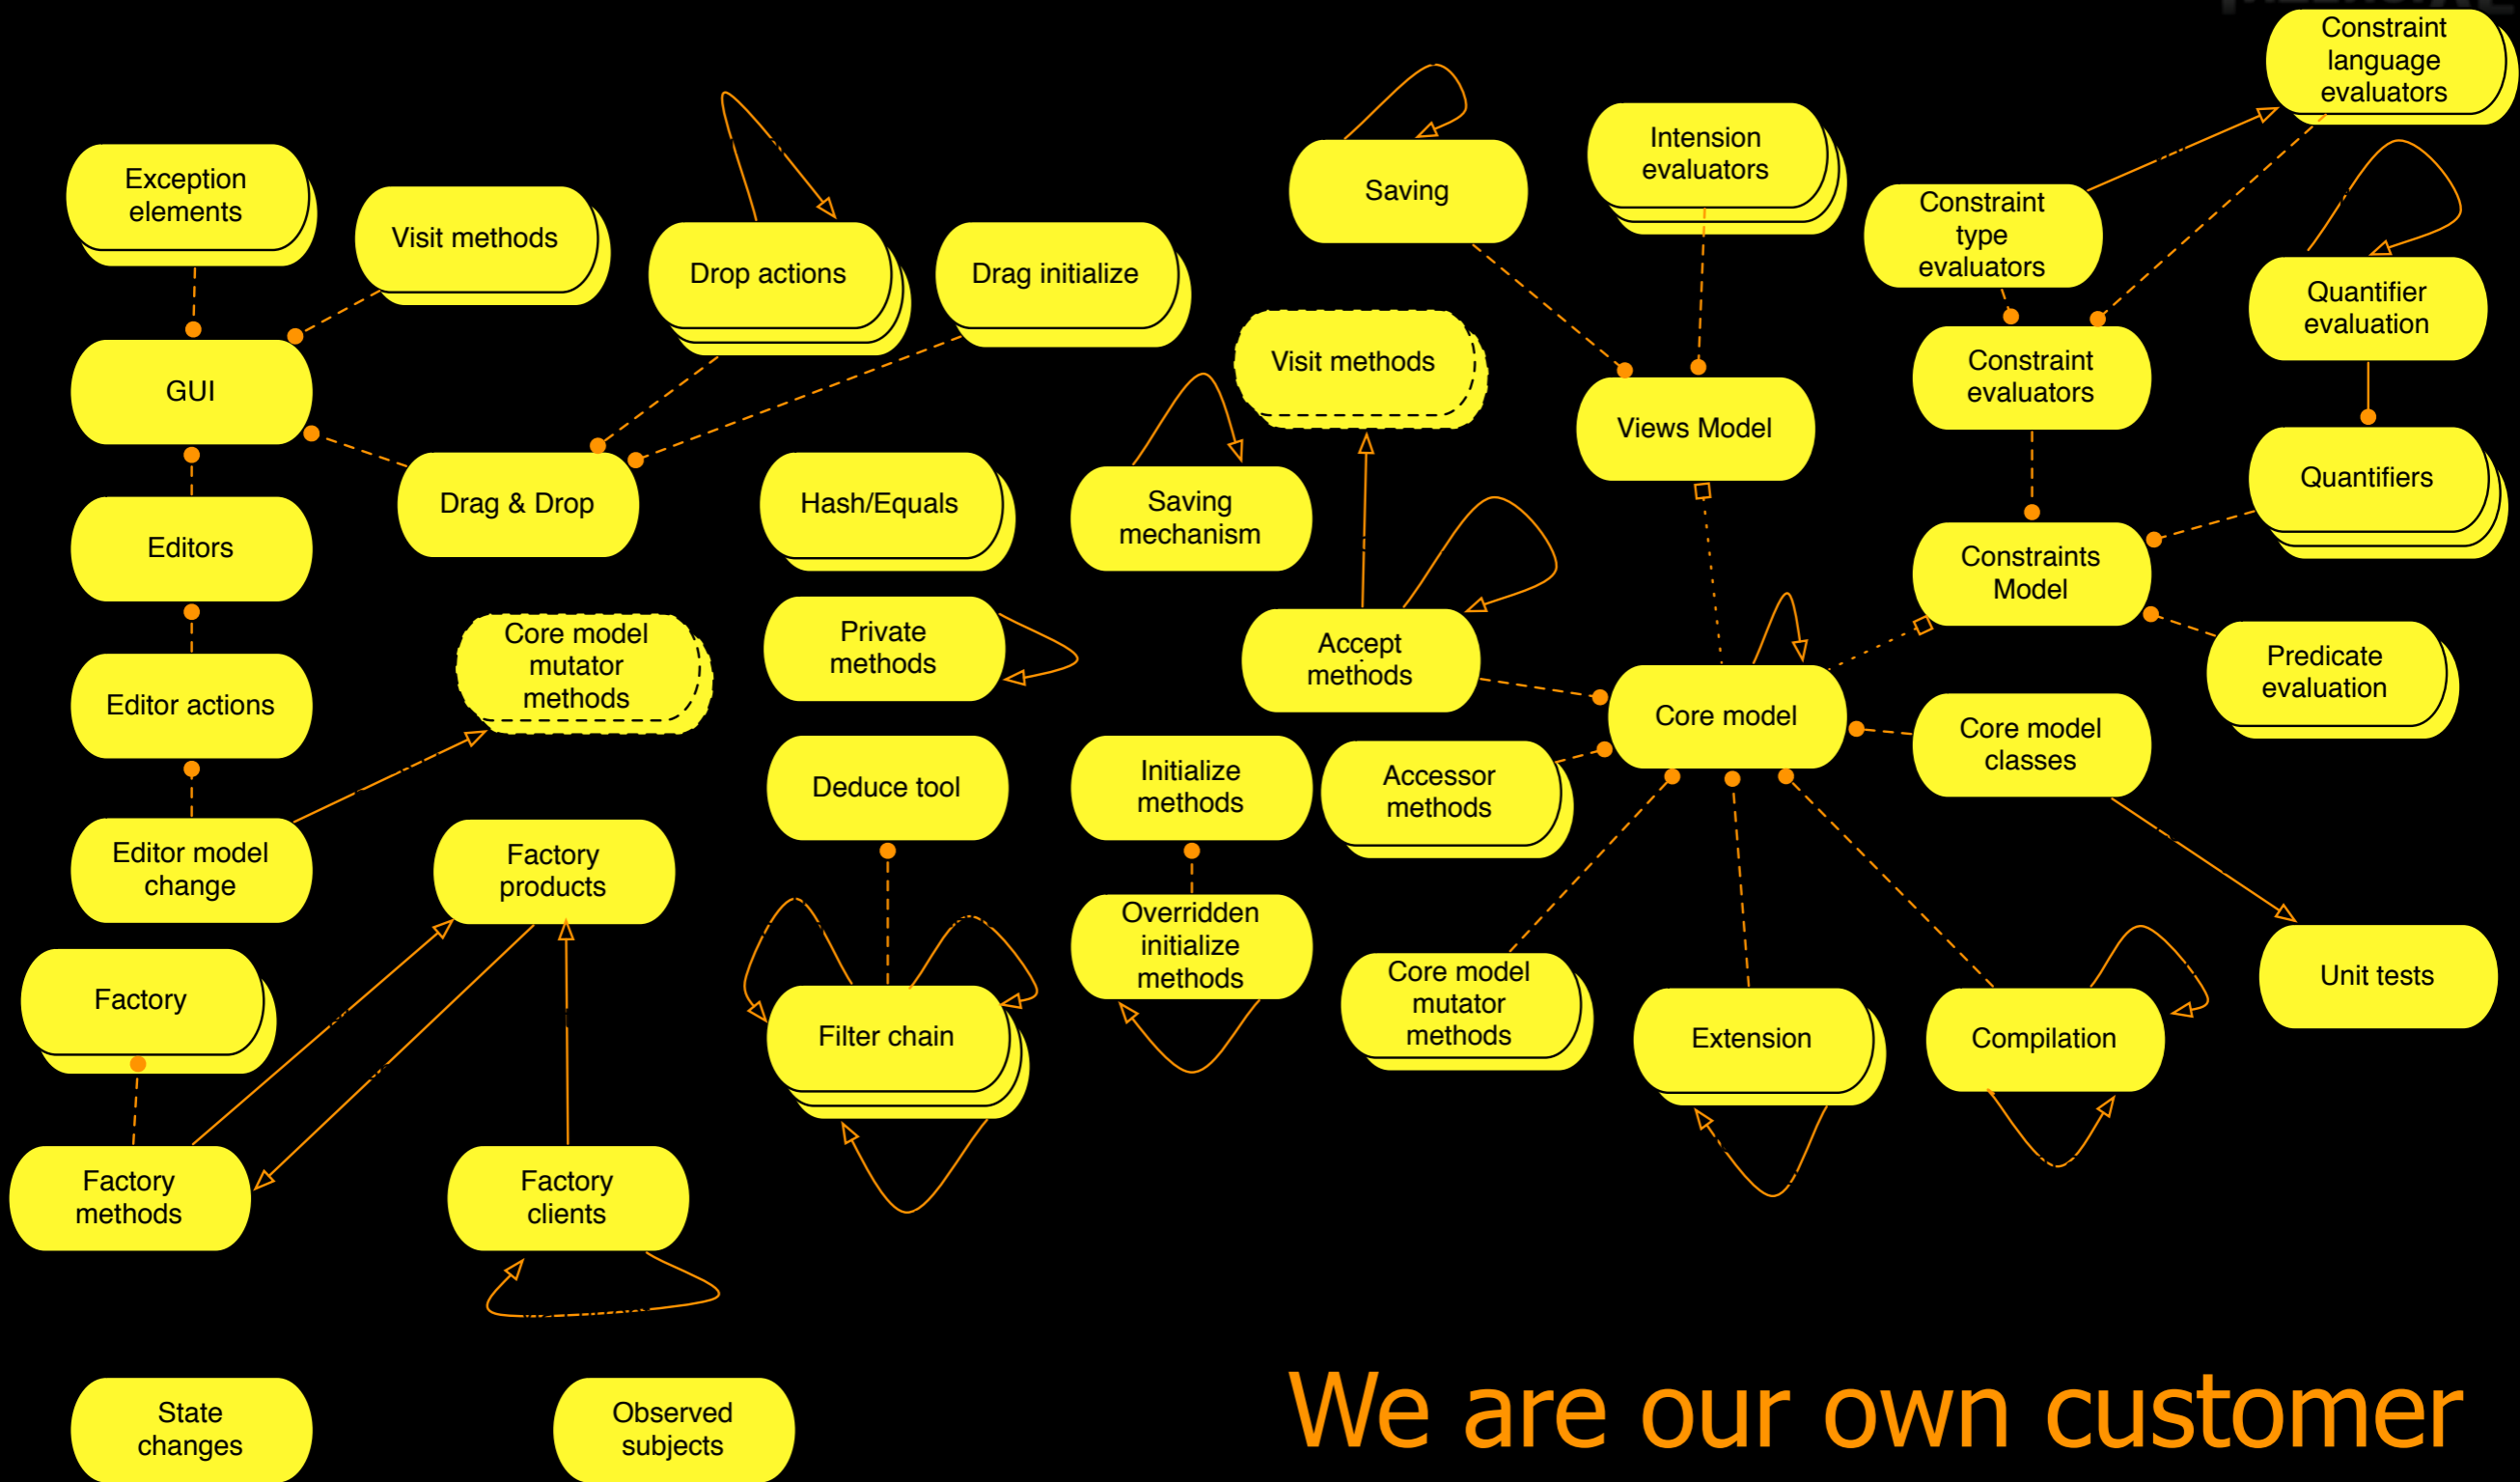 Constraint
language
evaluators
Exception
elements
Visit methods
Drop actions
Drag initialize
Saving
Intension
evaluators
Constraint
type
evaluators
Quantifier
evaluation
Visit methods
GUI
Views Model
Constraint
evaluators
Quantifiers
Editors
Drag & Drop
Hash/Equals
Saving
mechanism
Constraints
Model
Core model
mutator
methods
Private
methods
Accept
methods
Predicate
evaluation
Editor actions
Core model
Core model
classes
Deduce tool
Initialize
methods
Accessor
methods
Editor model
change
Factory
products
Overridden
initialize
methods
Factory
Filter chain
Core model
mutator
methods
Extension
Compilation
Unit tests
Factory
methods
Factory
clients
State
changes
Observed
subjects
We are our own customer